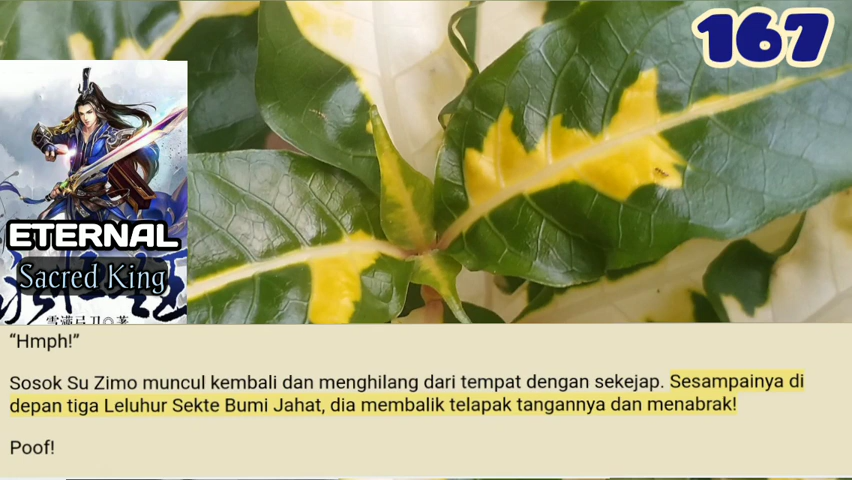 167
ETERNAL
Sacred King
“Hmph!”
Sosok Su Zimo muncul kembali dan menghilang dari tempat dengan sekejap. Sesampainya di
depan tiga Leluhur Sekte Bumi Jahat, dia membalik telapak tangannya dan menabrak!
Poof!